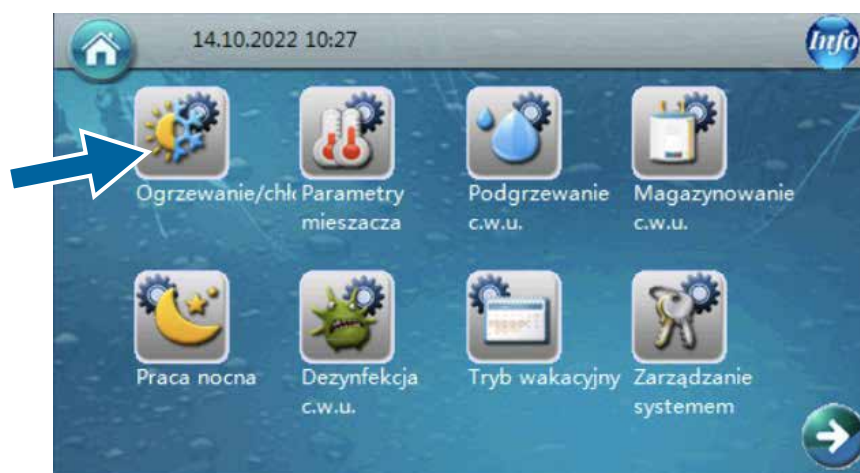 14.10.2022 10:27
Info
Ogrzewanie/chł
Parametry
mieszacza
Podgrzewanie
c.w.u.
Magazynowanie
c.w.u.
Praca nocna
Dezynfekcja
c.w.u.
Tryb wakacyjny
Zarządzanie
systemem